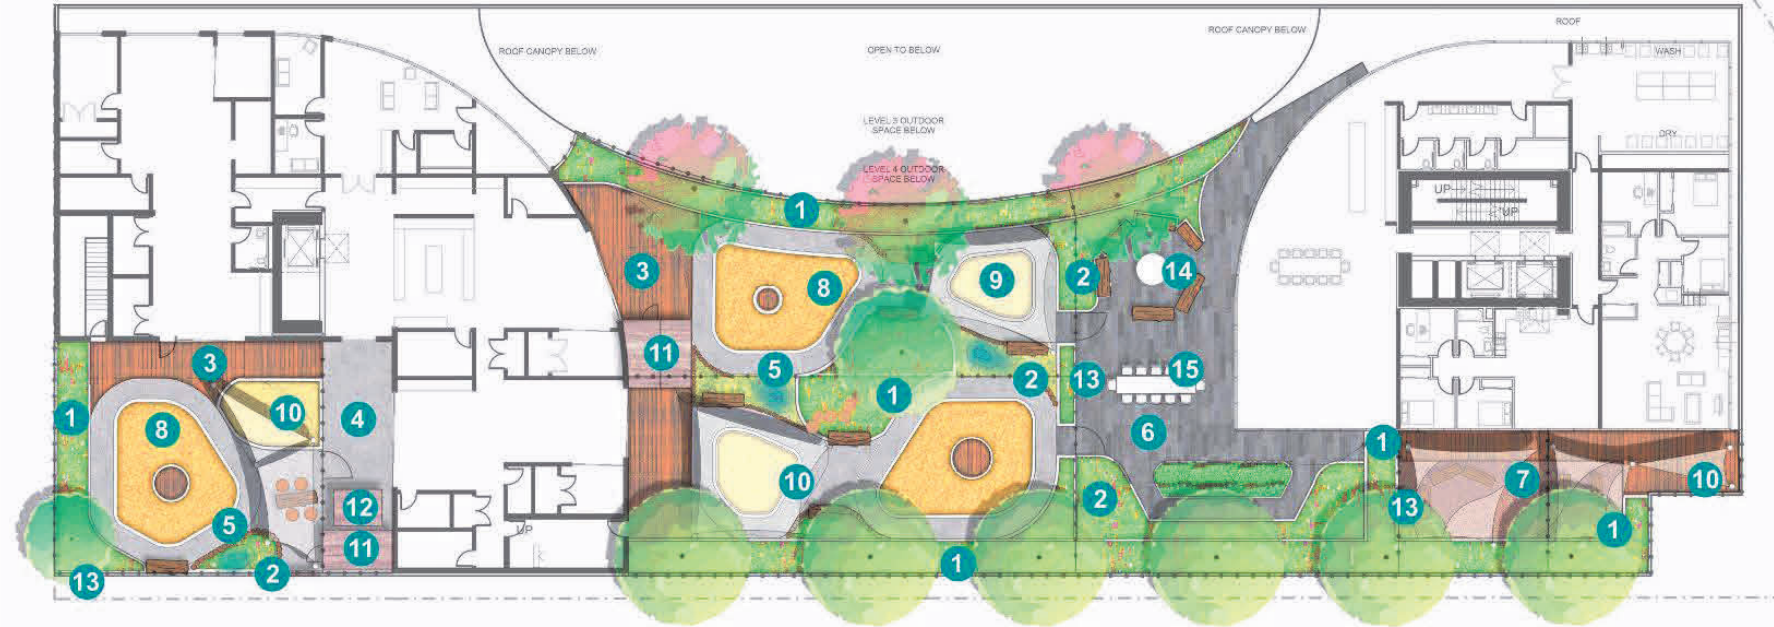 ROOF
ROOF CANOPY BELOW
OPEN TO BELOW
ROOF CANOPY BELOW
WASH
LEVEL 3 OUTDOOR
SPACE BELOW
DRY
LEVEL 4 OUTDOOR
SPACE BELOW
UP
UP
1
3
2
14
8
9
11
3
5
2
13
15
1
10
1
8
4
6
1
10
7
10
2
12
13
5
1
11
1
2
13
UP